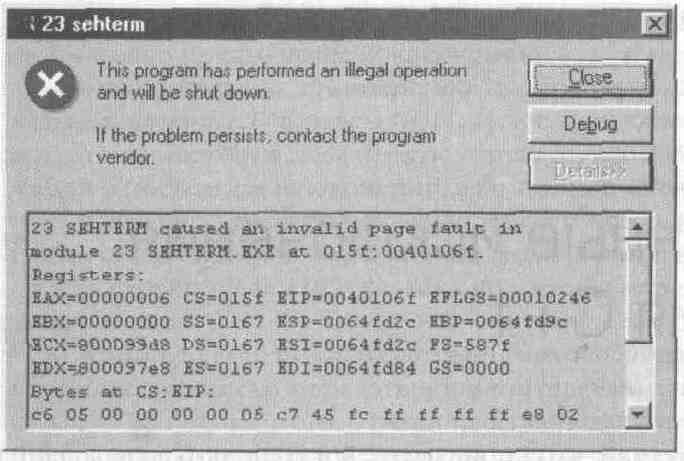 23 sehterm
This program has performed an illegal operation
and will be shut down.
If the problem persists, contact the program
vendor.
Close
Debug
Details>>
23 SEHTERM caused an invalid page fault in
module 23 SEHTERM.EXE at 015f:0040106f.
Registers:
EAX=00000006 CS=015f EIP=0040106f EFLGS=00010246
EBX=00000000 SS=0167 ESP=0064fd2c EBP=0064fd9c
ECX=800099d8 DS=0167 ESI=0064fd2c FS=587f
EDX=800097e8 ES=0167 EDI=0064fd84 GS=0000
Bytes at CS:EIP:
c6 05 00 00 00 00 05 c7 45 fc ff ff ff ff e8 02